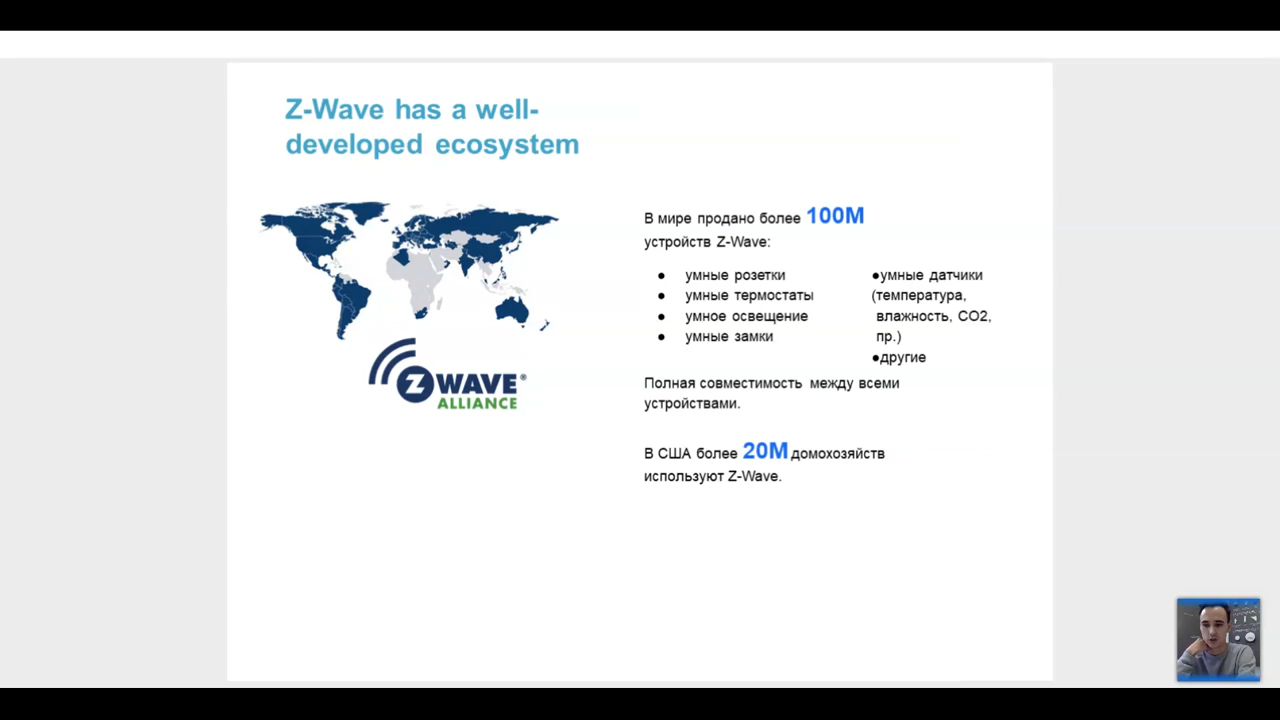 Z-Wave has a well-
developed ecosystem
В мире продано более 100M
устройств Z-Wave:
● умные розетки
● умные термостаты
● умное освещение
● умные замки
●умные датчики
(температура,
влажность, CO2,
пр.)
●другие
Полная совместимость между всеми
устройствами.
В США более 20M домохозяйств
используют Z-Wave.
Z WAVE®
ALLIANCE